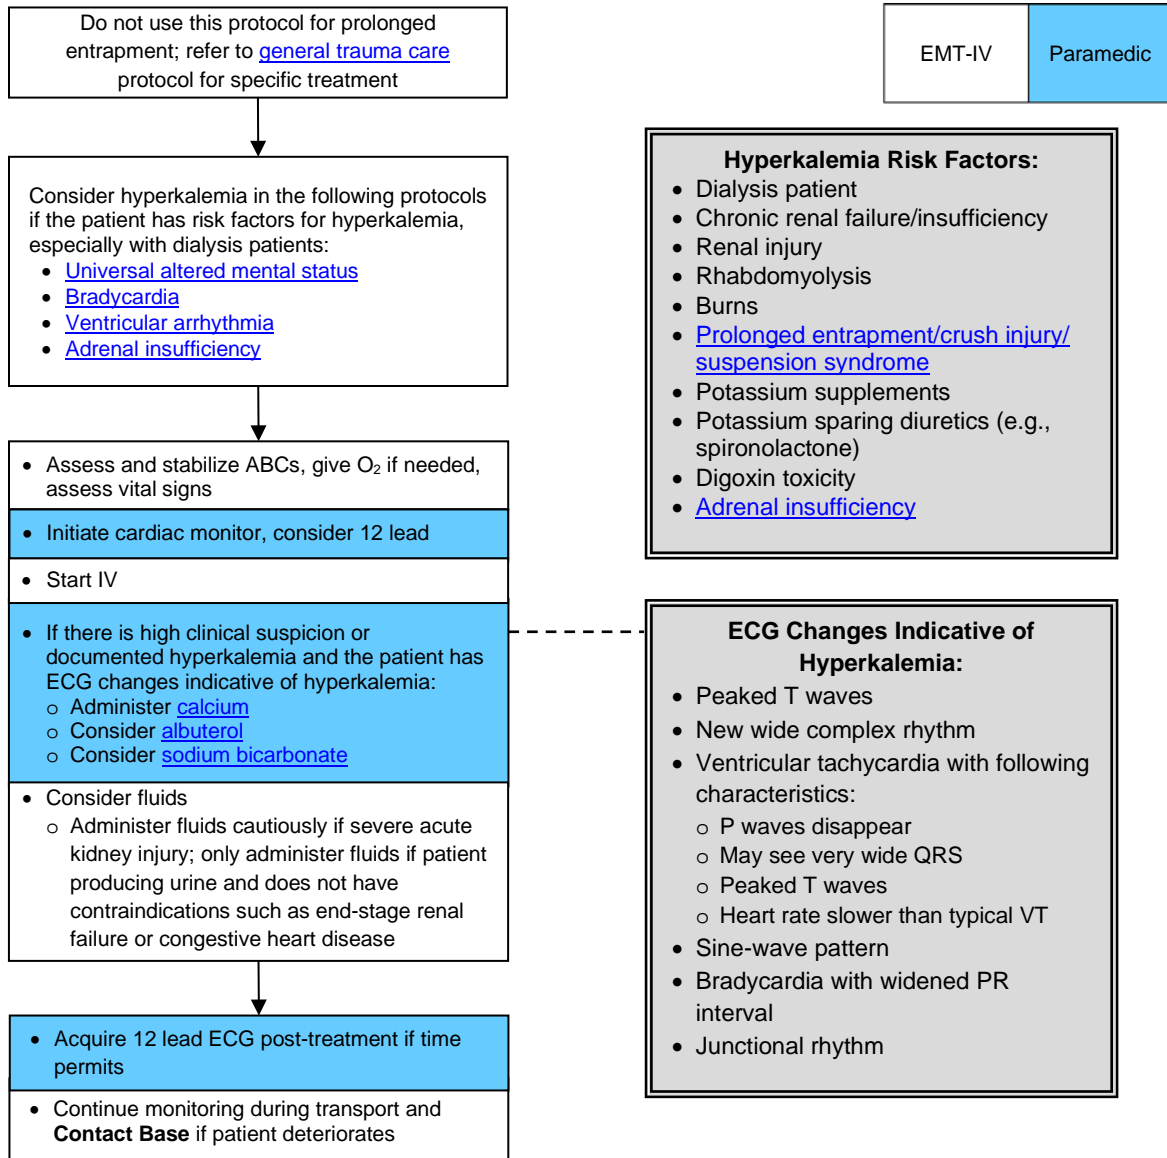 Do not use this protocol for prolonged
entrapment; refer to general trauma care
protocol for specific treatment
EMT-IV
Paramedic
Consider hyperkalemia in the following protocols
if the patient has risk factors for hyperkalemia,
especially with dialysis patients:
• Universal altered mental status
• Bradycardia
• Ventricular arrhythmia
• Adrenal insufficiency
• Assess and stabilize ABCs, give O₂ if needed,
assess vital signs
• Initiate cardiac monitor, consider 12 lead
• Start IV
• If there is high clinical suspicion or
documented hyperkalemia and the patient has
ECG changes indicative of hyperkalemia:
o Administer calcium
o Consider albuterol
o Consider sodium bicarbonate
• Consider fluids
o Administer fluids cautiously if severe acute
kidney injury; only administer fluids if patient
producing urine and does not have
contraindications such as end-stage renal
failure or congestive heart disease
• Acquire 12 lead ECG post-treatment if time
permits
• Continue monitoring during transport and
Contact Base if patient deteriorates
Hyperkalemia Risk Factors:
• Dialysis patient
• Chronic renal failure/insufficiency
• Renal injury
• Rhabdomyolysis
• Burns
• Prolonged entrapment/crush injury/
suspension syndrome
• Potassium supplements
• Potassium sparing diuretics (e.g.,
spironolactone)
• Digoxin toxicity
• Adrenal insufficiency
ECG Changes Indicative of
Hyperkalemia:
• Peaked T waves
• New wide complex rhythm
• Ventricular tachycardia with following
characteristics:
o P waves disappear
o May see very wide QRS
o Peaked T waves
o Heart rate slower than typical VT
• Sine-wave pattern
• Bradycardia with widened PR
interval
• Junctional rhythm